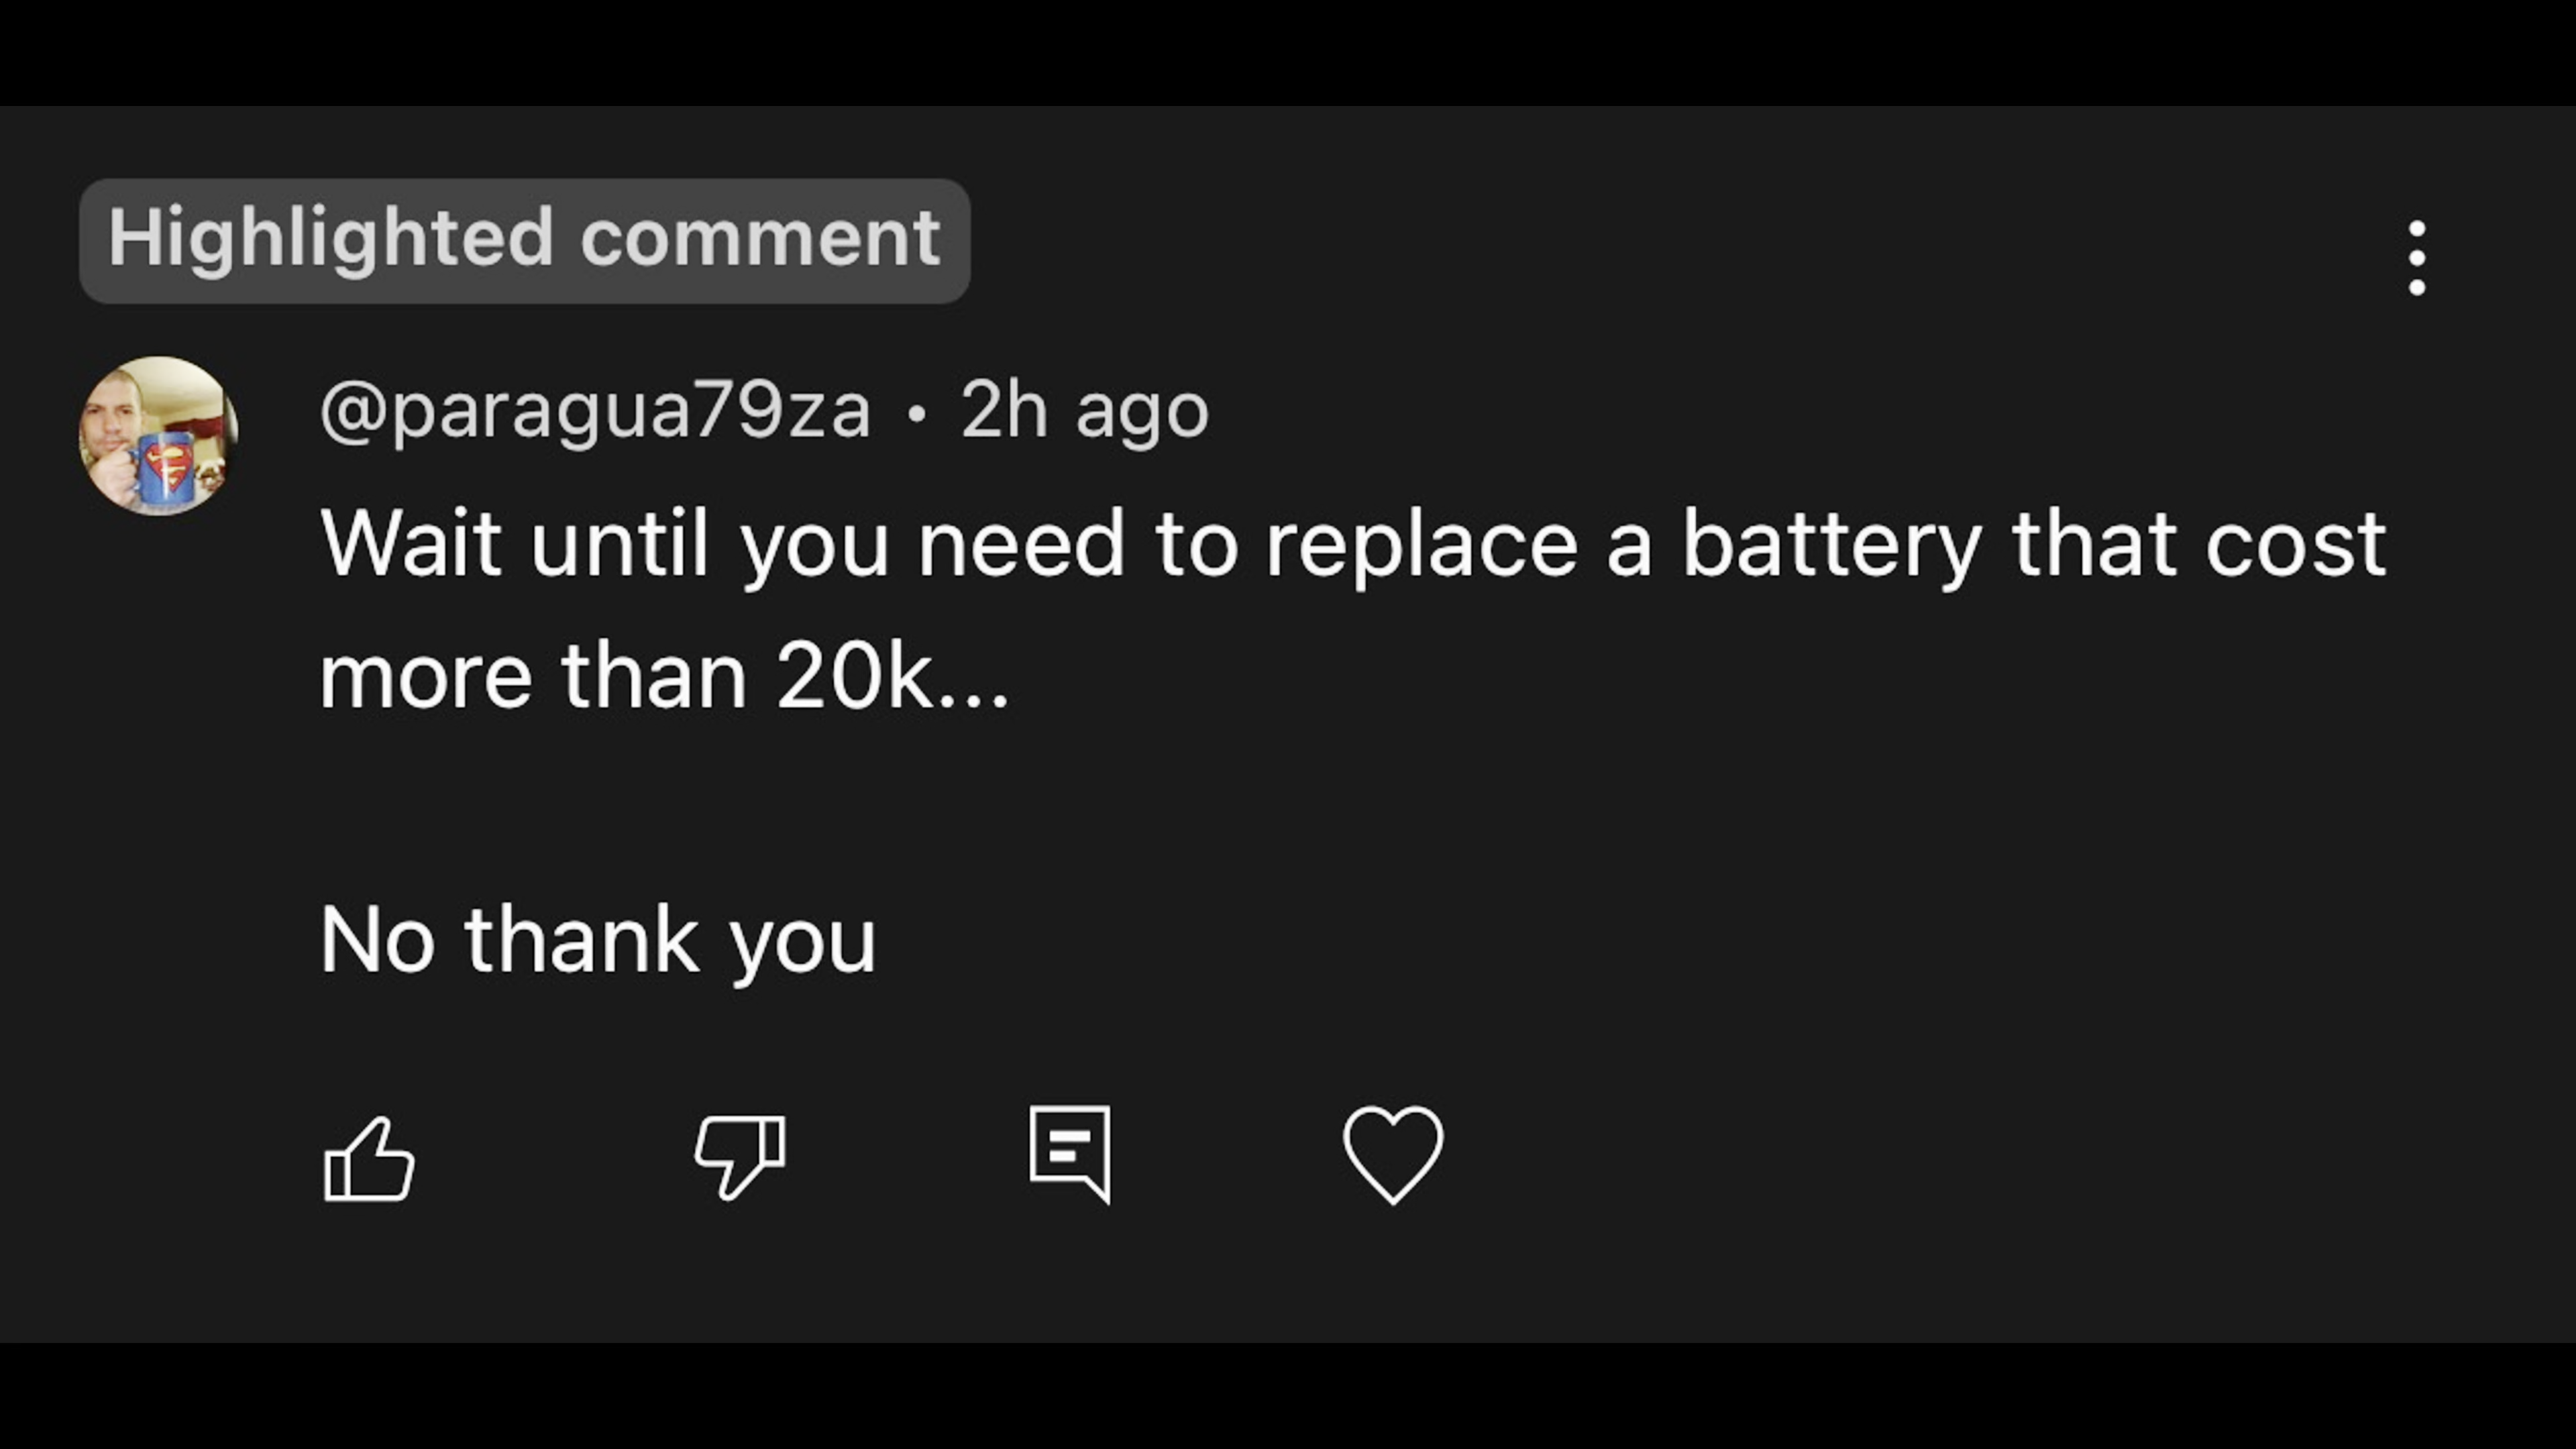 Highlighted comment
@paragua79za • 2h ago
Wait until you need to replace a battery that cost
more than 20k...
No thank you